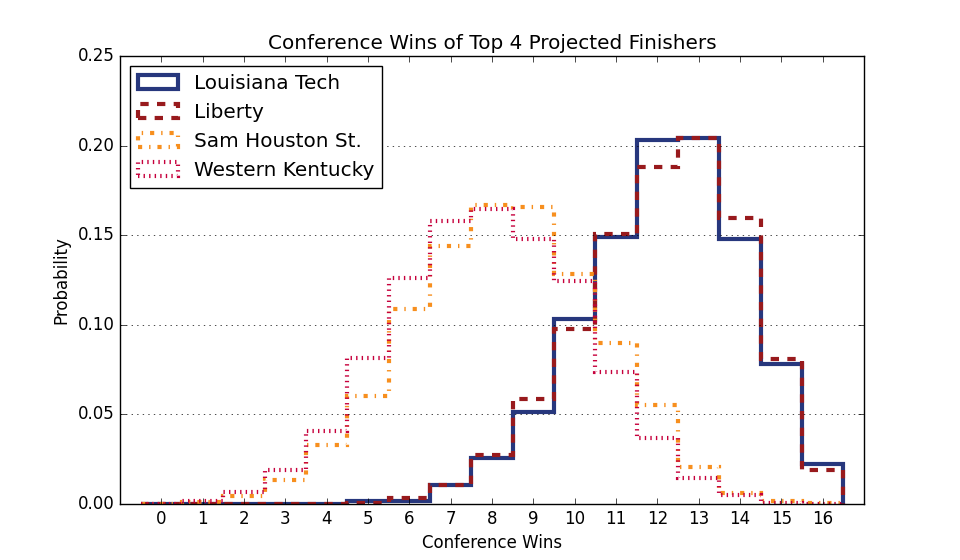 Conference Wins of Top 4 Projected Finishers
0.25
0.20
0.15
0.10
0.05
0.00
Probability
Louisiana Tech
Liberty
Sam Houston St.
Western Kentucky
0 1 2 3 4 5 6 7 8 9 10 11 12 13 14 15 16
Conference Wins